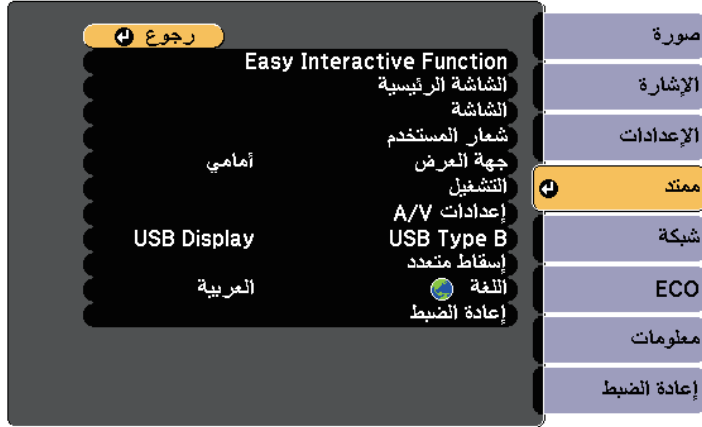 صورة
الإشارة
الإعدادات
ممتد
شبكة
ECO
معلومات
إعادة الضبط
رجوع
Easy Interactive Function
الشاشة الرئيسية
الشاشة
شعار المستخدم
جهة العرض أمامي
التشغيل
إعدادات A/V
USB Type B USB Display
إسقاط متعدد
اللغة العربية
إعادة الضبط